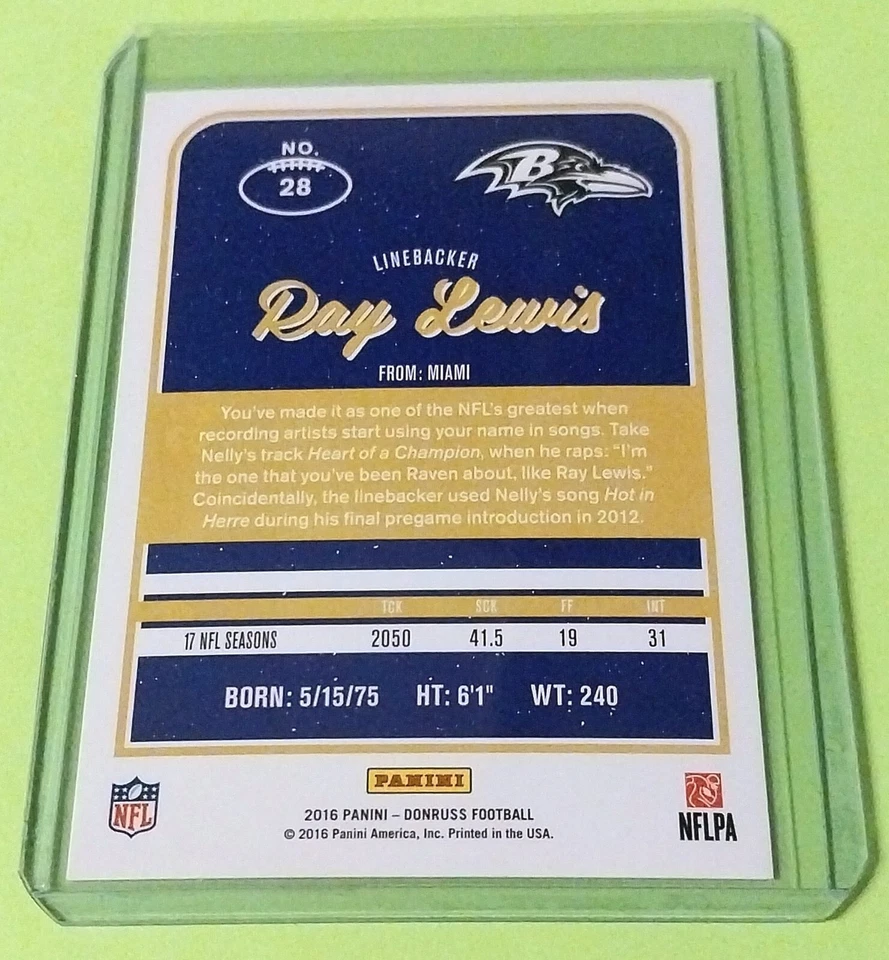 NO.
28
B
LINEBACKER
Ray Lewis
FROM: MIAMI
You've made it as one of the NFL's greatest when
recording artists start using your name in songs. Take
Nelly's track Heart of a Champion, when he raps: "I'm
the one that you've been Raven about, like Ray Lewis."
Coincidentally, the linebacker used Nelly's song Hot in
Herre during his final pregame introduction in 2012.
TCK SCK FF INT
17 NFL SEASONS 2050 41.5 19 31
BORN: 5/15/75 HT: 6'1" WT: 240
NFL
PANINI
2016 PANINI – DONRUSS FOOTBALL
© 2016 Panini America, Inc. Printed in the USA.
NFLPA